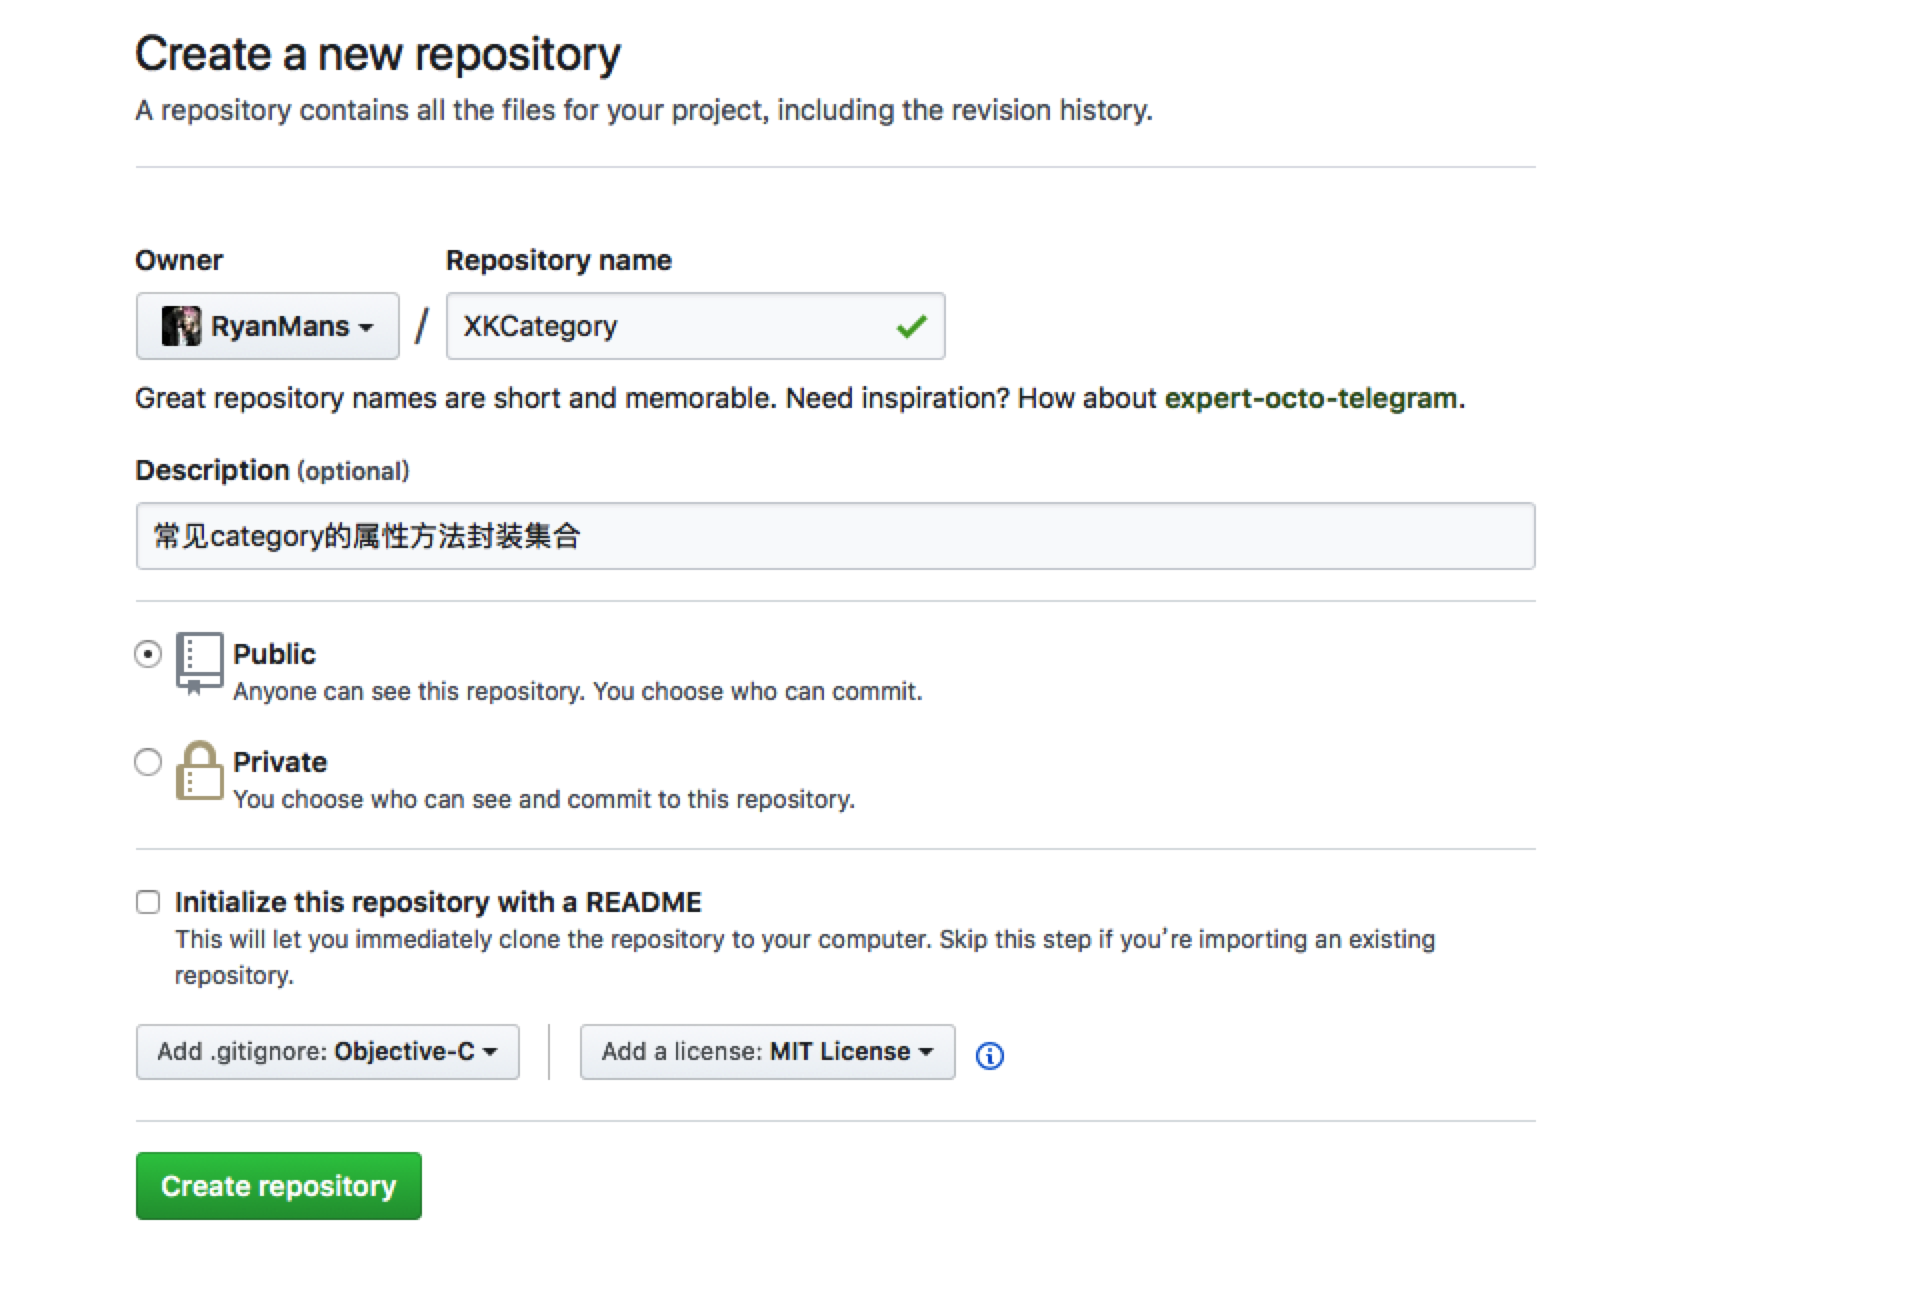 Create a new repository
A repository contains all the files for your project, including the revision history.
Owner
Repository name
RyanMans
/
XKCategory
Great repository names are short and memorable. Need inspiration? How about expert-octo-telegram.
Description (optional)
常见category的属性方法封装集合
Public
Anyone can see this repository. You choose who can commit.
Private
You choose who can see and commit to this repository.
Initialize this repository with a README
This will let you immediately clone the repository to your computer. Skip this step if you’re importing an existing
repository.
Add .gitignore: Objective-C
Add a license: MIT License
Create repository